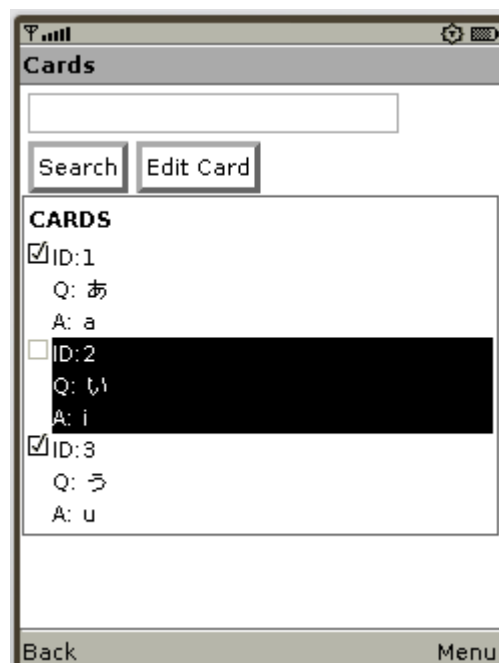 Cards
Search Edit Card
CARDS
ID:1
Q: あ
A: a
ID:2
Q: い
A: i
ID:3
Q: う
A: u
Back Menu